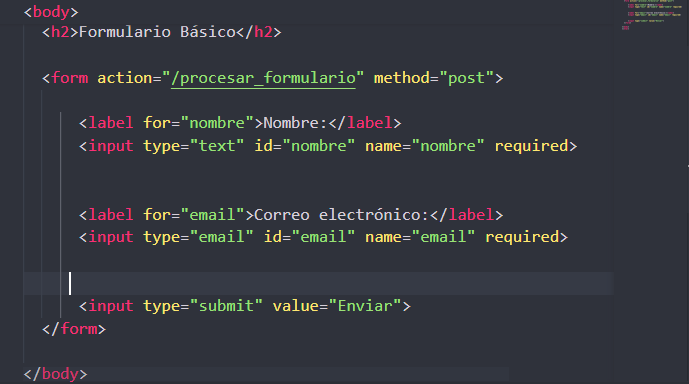 <body>
<h2>Formulario Básico</h2>
<form action="/procesar_formulario" method="post">
<label for="nombre">Nombre:</label>
<input type="text" id="nombre" name="nombre" required>
<label for="email">Correo electrónico:</label>
<input type="email" id="email" name="email" required>
<input type="submit" value="Enviar">
</form>
</body>